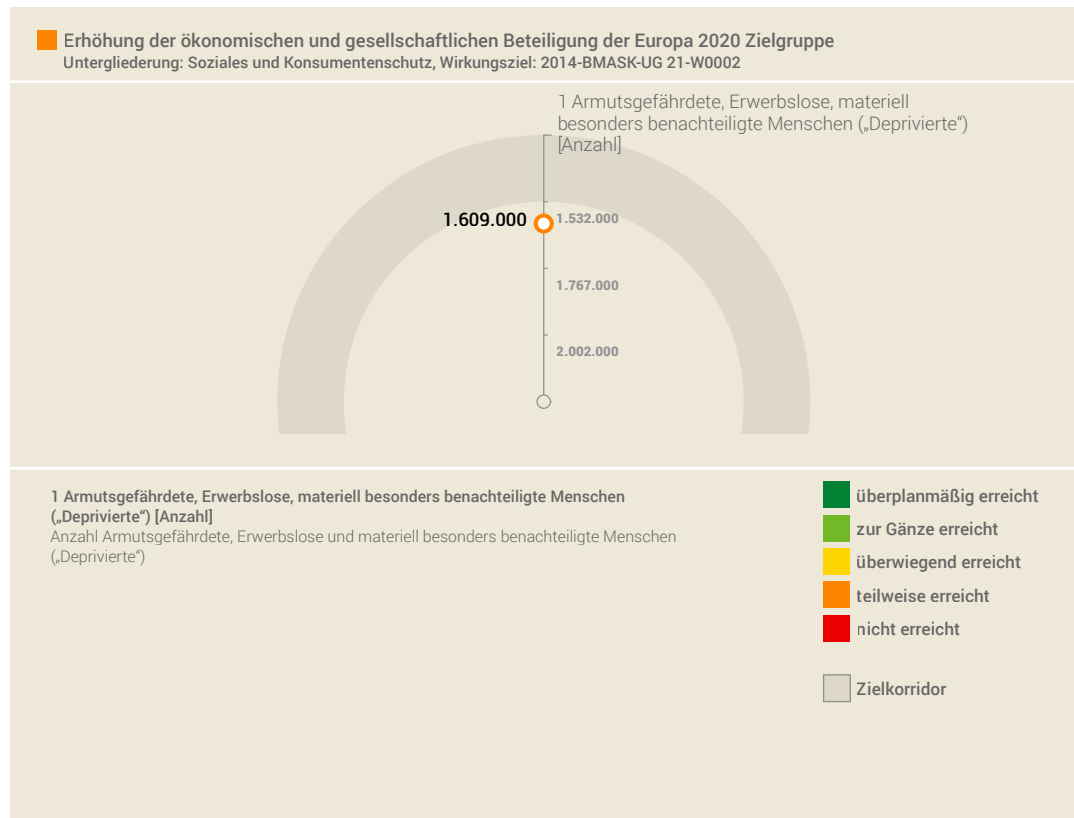 Erhöhung der ökonomischen und gesellschaftlichen Beteiligung der Europa 2020 Zielgruppe
Untergliederung: Soziales und Konsumentenschutz, Wirkungsziel: 2014-BMASK-UG 21-W0002
1 Armutsgefährdete, Erwerbslose, materiell
besonders benachteiligte Menschen („Deprivierte“)
[Anzahl]
1.609.000
1.532.000
1.767.000
2.002.000
1 Armutsgefährdete, Erwerbslose, materiell besonders benachteiligte Menschen
(„Deprivierte“) [Anzahl]
Anzahl Armutsgefährdete, Erwerbslose und materiell besonders benachteiligte Menschen
(„Deprivierte“)
überplanmäßig erreicht
zur Gänze erreicht
überwiegend erreicht
teilweise erreicht
nicht erreicht
Zielkorridor